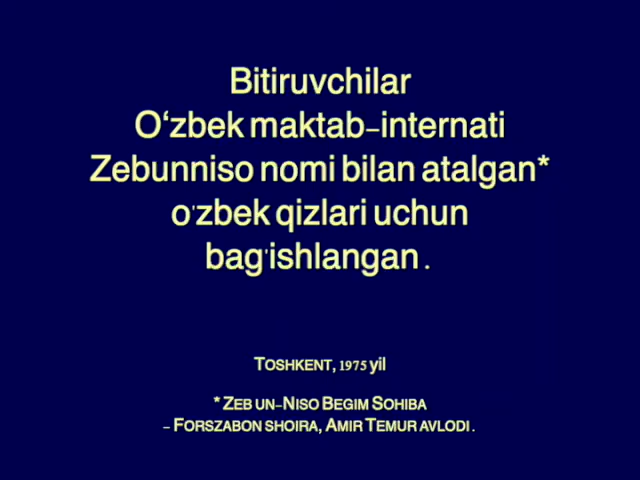 Bitiruvchilar
O‘zbek maktab–internati
Zebunniso nomi bilan atalgan*
o'zbek qizlari uchun
bag'ishlangan .
TOSHKENT, 1975 yil
* ZEB UN–NISO BEGIM SOHIBA
– FORSZABON SHOIRA, AMIR TEMUR AVLODI .